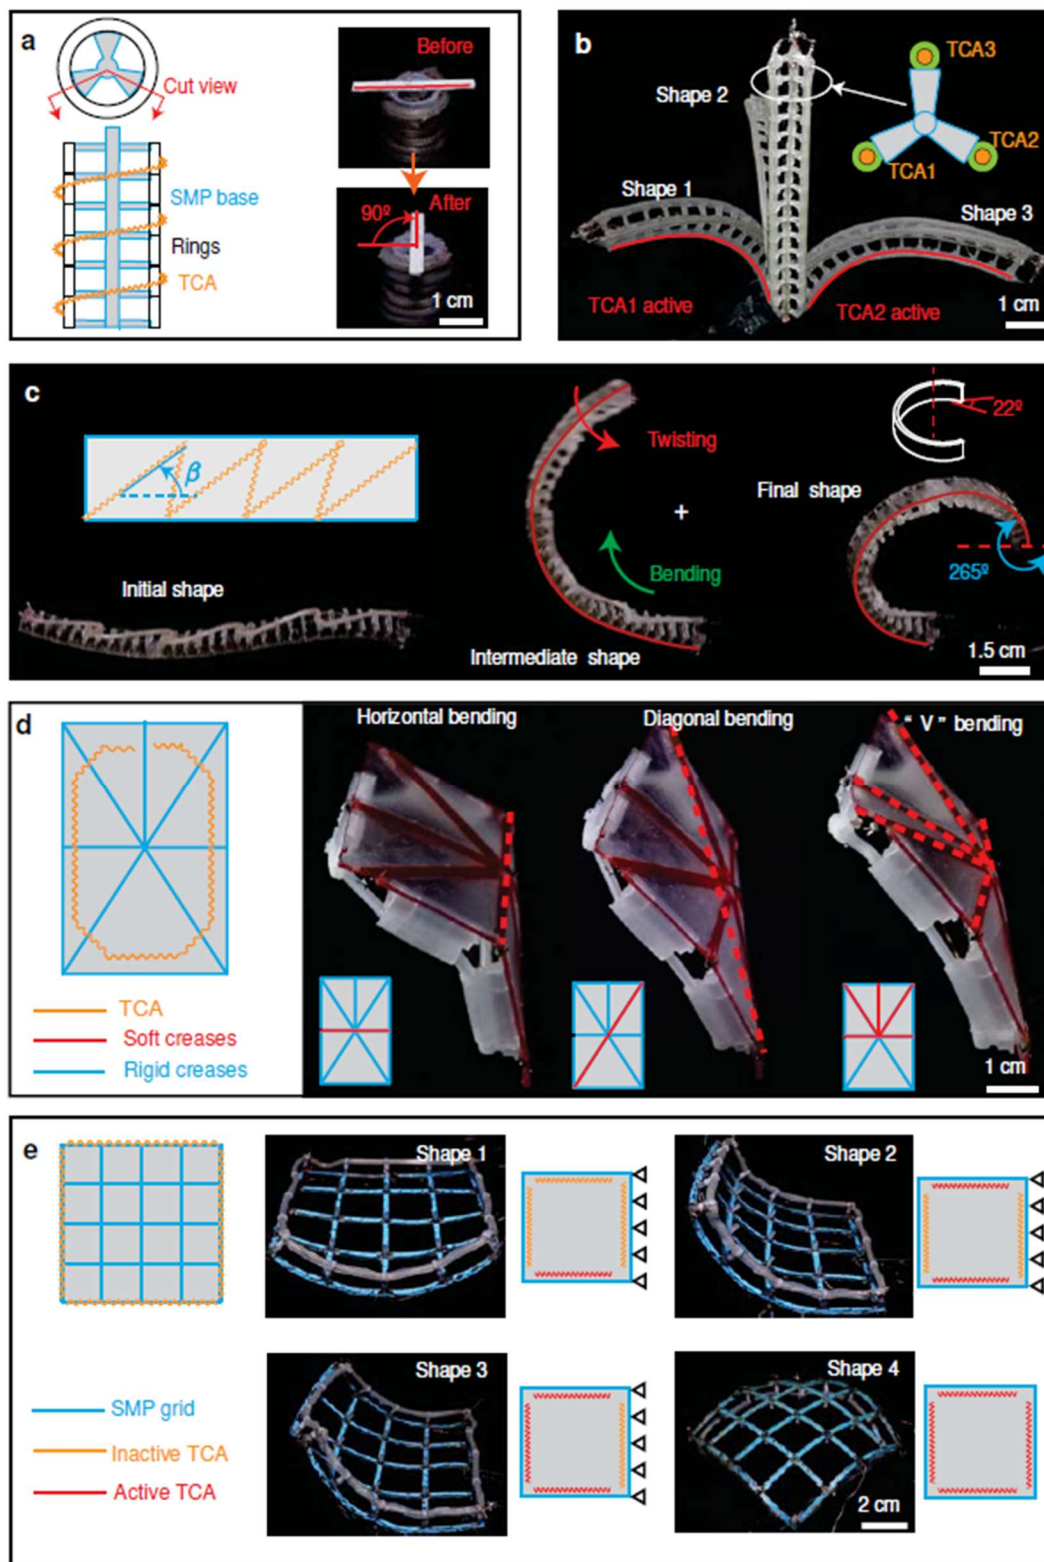 a
Cut view
SMP base
Rings
TCA
Before
After
90º
1 cm
b
Shape 2
TCA3
TCA2
TCA1
Shape 1
Shape 3
TCA1 active
TCA2 active
1 cm
c
β
Initial shape
Twisting
+
Bending
Intermediate shape
22º
Final shape
265º
1.5 cm
d
TCA
Soft creases
Rigid creases
Horizontal bending
Diagonal bending
“ V ” bending
1 cm
e
SMP grid
Inactive TCA
Active TCA
Shape 1
Shape 2
Shape 3
Shape 4
2 cm